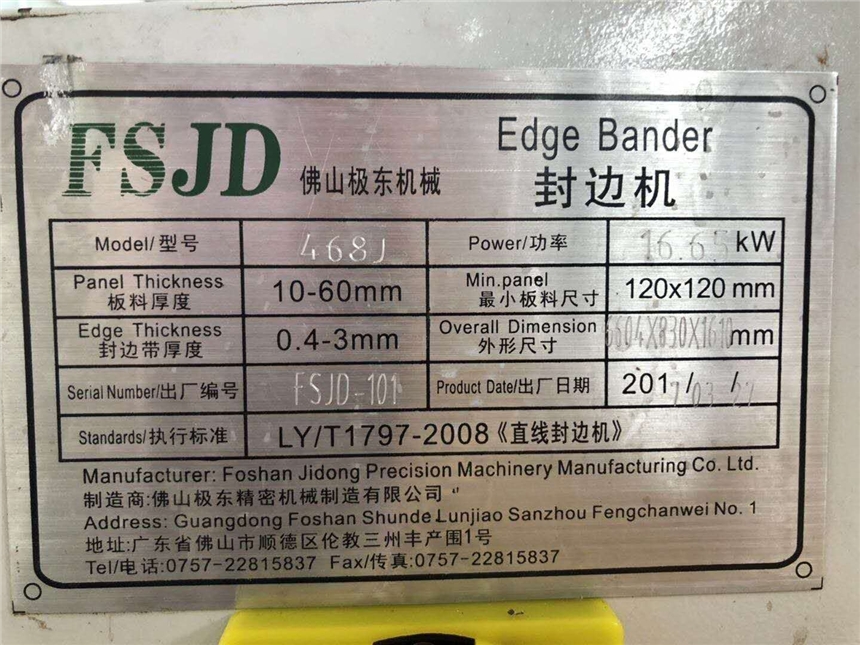 FSJD 佛山极东机械
Edge Bander
封边机
Model/型号 468J Power/功率 16.65 kW
Panel Thickness 板料厚度 10-60mm Min.panel 最小板料尺寸 120x120 mm
Edge Thickness 封边带厚度 0.4-3mm Overall Dimension 外形尺寸 6604X830X1610 mm
Serial Number/出厂编号 FSJD-101 Product Date/出厂日期 2017/03/27
Standards/执行标准 LY/T1797-2008《直线封边机》
Manufacturer: Foshan Jidong Precision Machinery Manufacturing Co. Ltd.
制造商:佛山极东精密机械制造有限公司
Address: Guangdong Foshan Shunde Lunjiao Sanzhou Fengchanwei No. 1
地址:广东省佛山市顺德区伦教三州丰产围1号
Tel/电话:0757-22815837 Fax/传真:0757-22815837